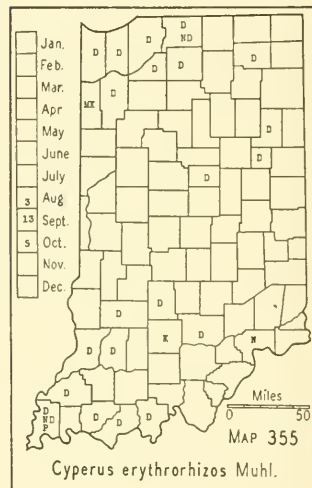 Jan.
Feb.
Mar.
Apr
May
June
July
3 Aug
13 Sept.
5 Oct.
Nov.
Dec.
D D D D
ND
D D D
MK D
D
D
D
D
D
K D N
D D
D
D
N D
P
D D D
Miles
0 50
MAP 355
Cyperus erythrorhizos Muhl.